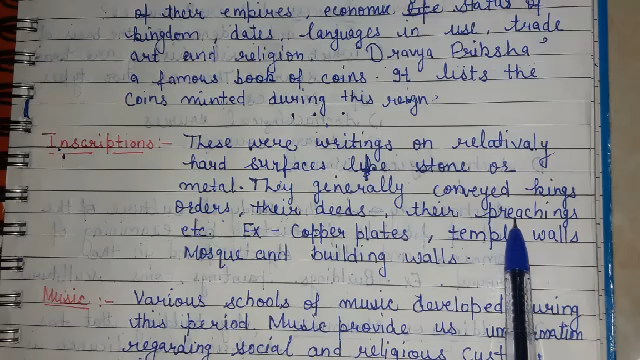 of their empires, economic life status of
kingdom dates, languages in use, trade
art and religion. Dravya Priksha
a famous book of coins. It lists the
coins minted during this reign.
Inscriptions:- These were writings on relativaly
hard surfaces like stone or
metal. They generally conveyed kings
orders, their deeds, their preachings
etc. Ex - Copper plates, temple walls
Mosque and building walls.
Music:- Various schools of music developed during
this period Music provide us
regarding social and religious